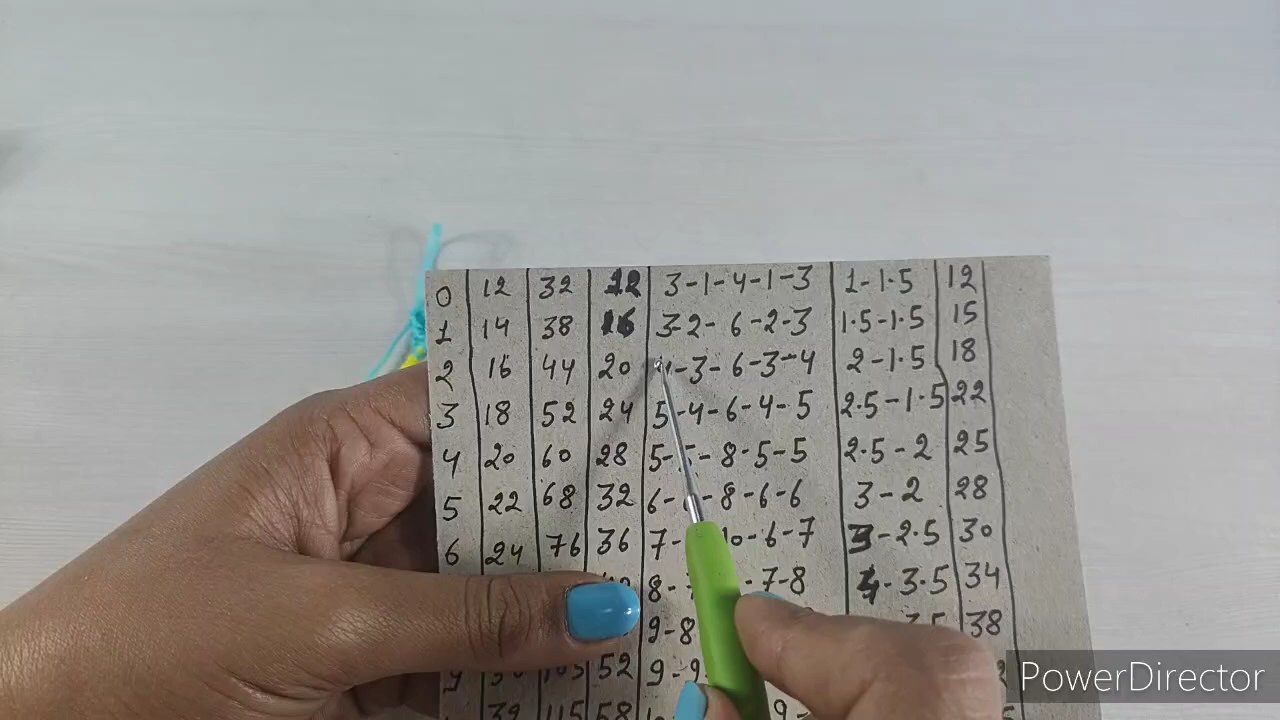 0 12 32 12 3-1-4-1-3 1-1.5 12
1 14 38 16 3-2-6-2-3 1.5-1.5 15
2 16 44 20 -3-6-3-4 2-1.5 18
3 18 52 24 5-4-6-4-5 2.5-1.5 22
4 20 60 28 5-5-8-5-5 2.5-2 25
5 22 68 32 6-6-8-6-6 3-2 28
6 24 76 36 7- 10-6-7 3-2.5 30
8-7 -7-8 4-3.5 34
9-8 38
52 9-9
58
PowerDirector